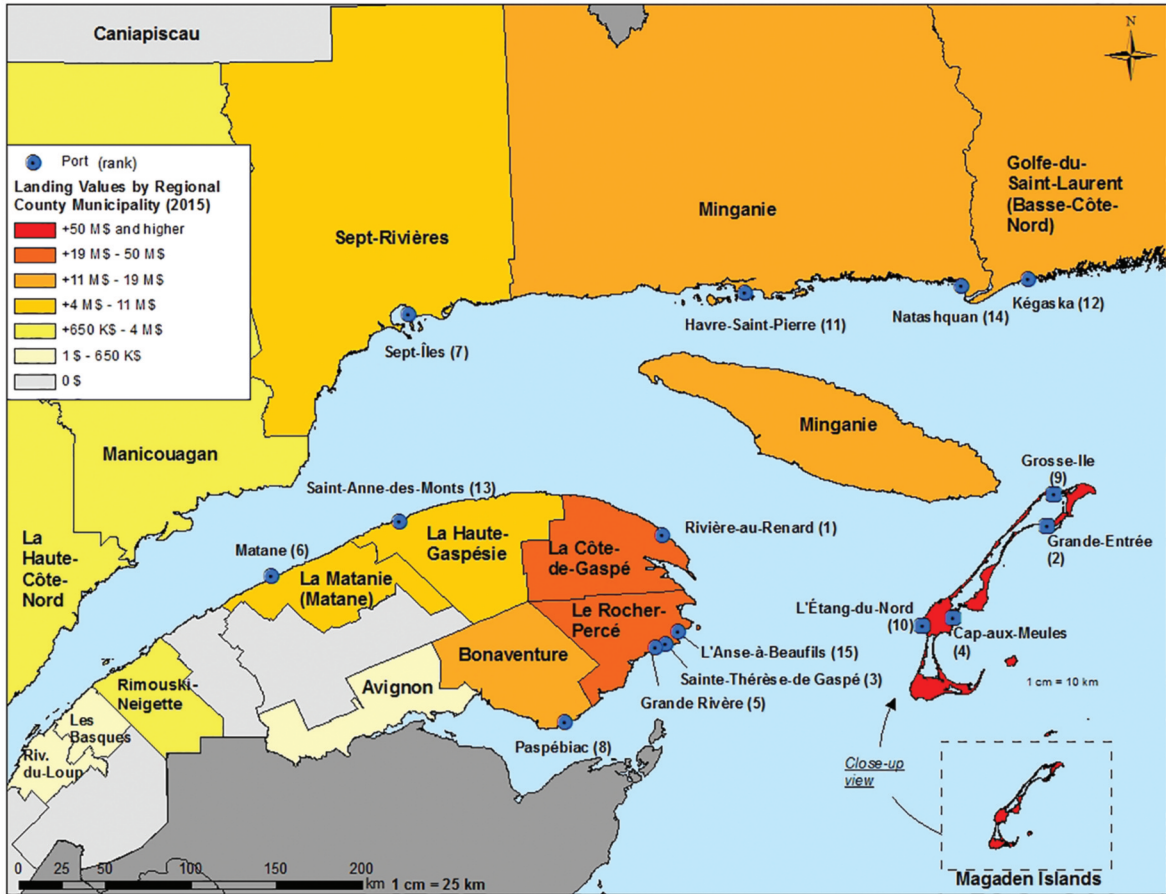 Caniapiscau
N
Port (rank)
Landing Values by Regional
County Municipality (2015)
+50 M$ and higher
+19 M$ - 50 M$
+11 M$ - 19 M$
+4 M$ - 11 M$
+650 K$ - 4 M$
1 $ - 650 K$
0 $
Sept-Rivières
Minganie
Golfe-du-
Saint-Laurent
(Basse-Côte-
Nord)
Sept-Îles (7)
Havre-Saint-Pierre (11)
Natashquan (14)
Kégaska (12)
Minganie
Manicouagan
La
Haute-
Côte-
Nord
Saint-Anne-des-Monts (13)
Matane (6)
La Haute-
Gaspésie
La Côte-
de-Gaspé
Rivière-au-Renard (1)
La Matanie
(Matane)
Le Rocher-
Percé
L'Anse-à-Beaufils (15)
Sainte-Thérèse-de Gaspé (3)
Grande Rivère (5)
Bonaventure
Avignon
Paspébiac (8)
Rimouski-
Neigette
Les
Basques
Riv.
du-Loup
Grosse-Ile
(9)
Grande-Entrée
(2)
L'Étang-du-Nord
(10)
Cap-aux-Meules
(4)
1 cm = 10 km
Close-up
view
Magaden Islands
0 25 50 100 150 200
km 1 cm = 25 km